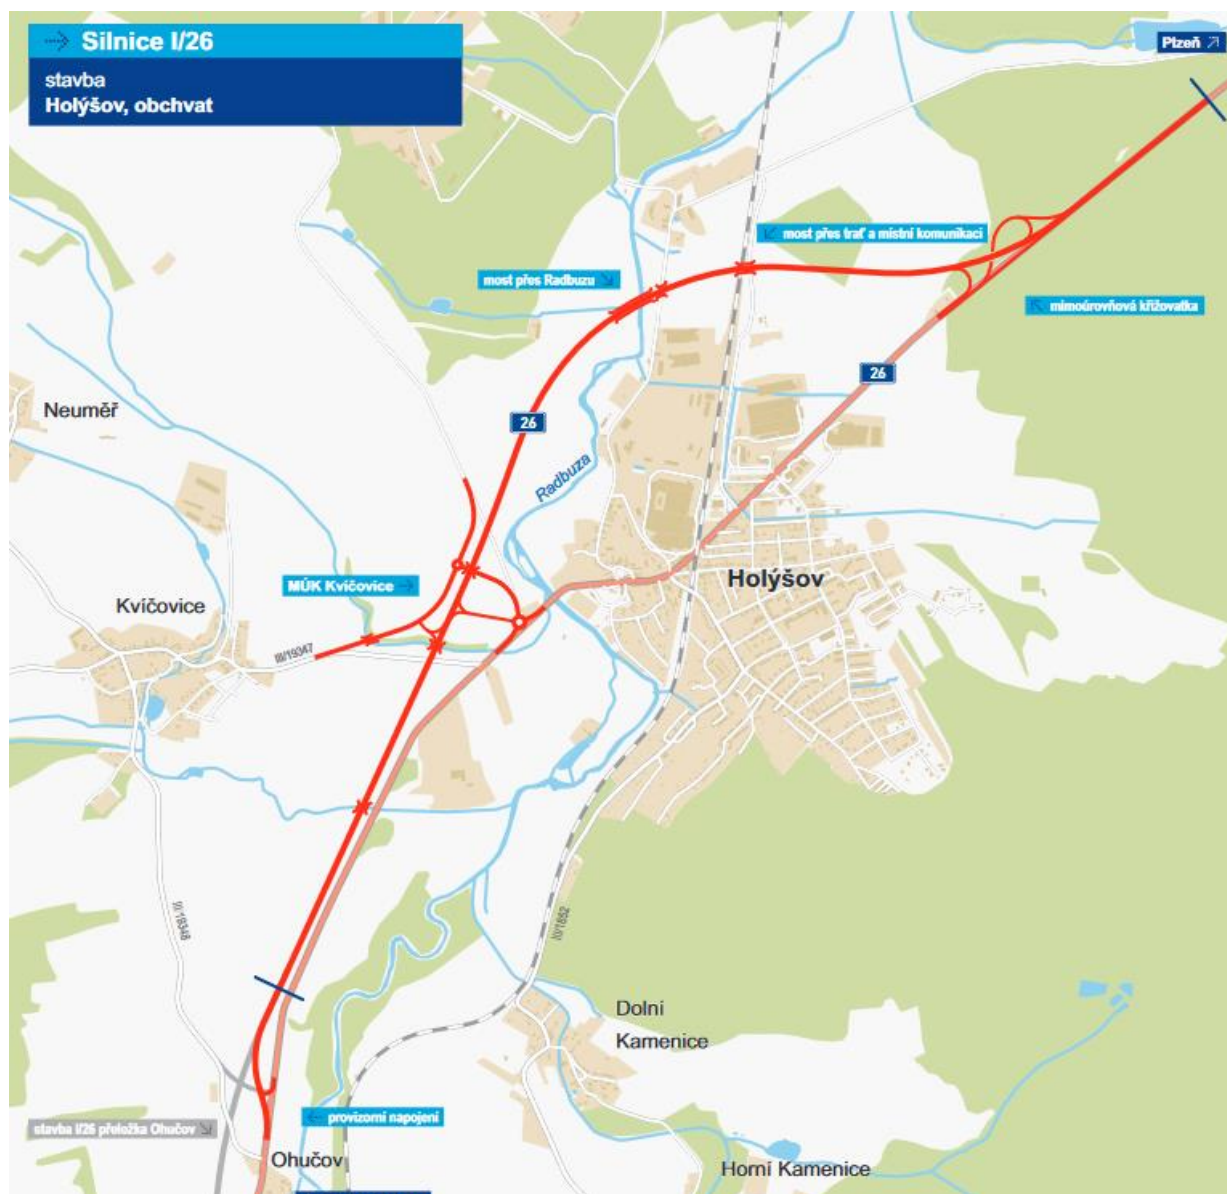 Silnice I/26
stavba
Holýšov, obchvat
Plzeň
most přes trať a místní komunikaci
most přes Radbuzu
mimoúrovňová křižovatka
26
Neuměř
26
Radbuza
MÚK Kvíčovice
Holýšov
Kvíčovice
III/19347
III/19348
III/1852
Dolní
Kamenice
provizorní napojení
stavba I/26 přeložka Ohučov
Ohučov
Horní Kamenice